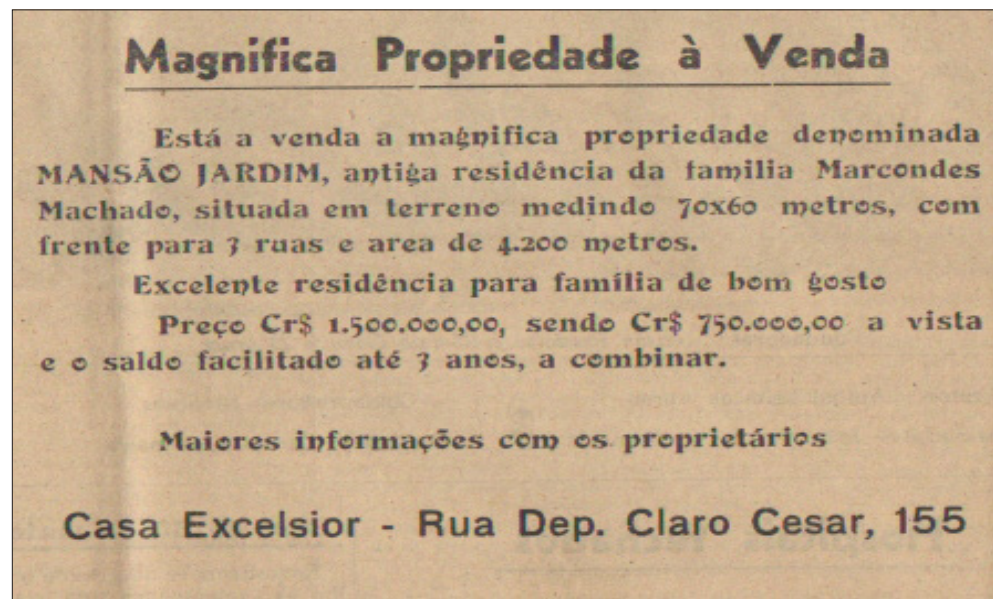 Magnifica Propriedade à Venda
Está a venda a magnifica propriedade denominada
MANSÃO JARDIM, antiga residência da familia Marcondes
Machado, situada em terreno medindo 70x60 metros, com
frente para 3 ruas e area de 4.200 metros.
Excelente residência para família de bom gosto
Preço Cr$ 1.500.000,00, sendo Cr$ 750.000,00 a vista
e o saldo facilitado até 3 anos, a combinar.
Maiores informações com os proprietários
Casa Excelsior - Rua Dep. Claro Cesar, 155